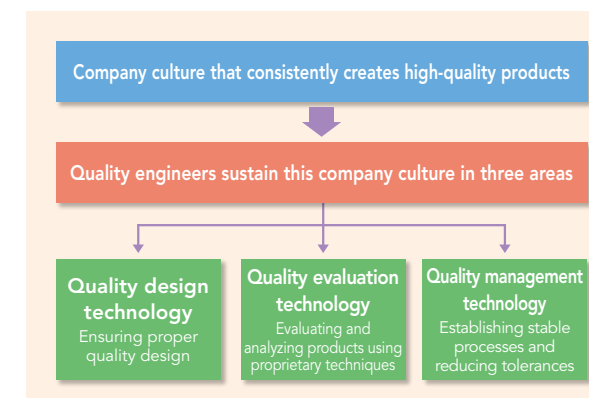 Company culture that consistently creates high-quality products
Quality engineers sustain this company culture in three areas
Quality design
technology
Ensuring proper
quality design
Quality evaluation
technology
Evaluating and
analyzing products using
proprietary techniques
Quality management
technology
Establishing stable
processes and
reducing tolerances